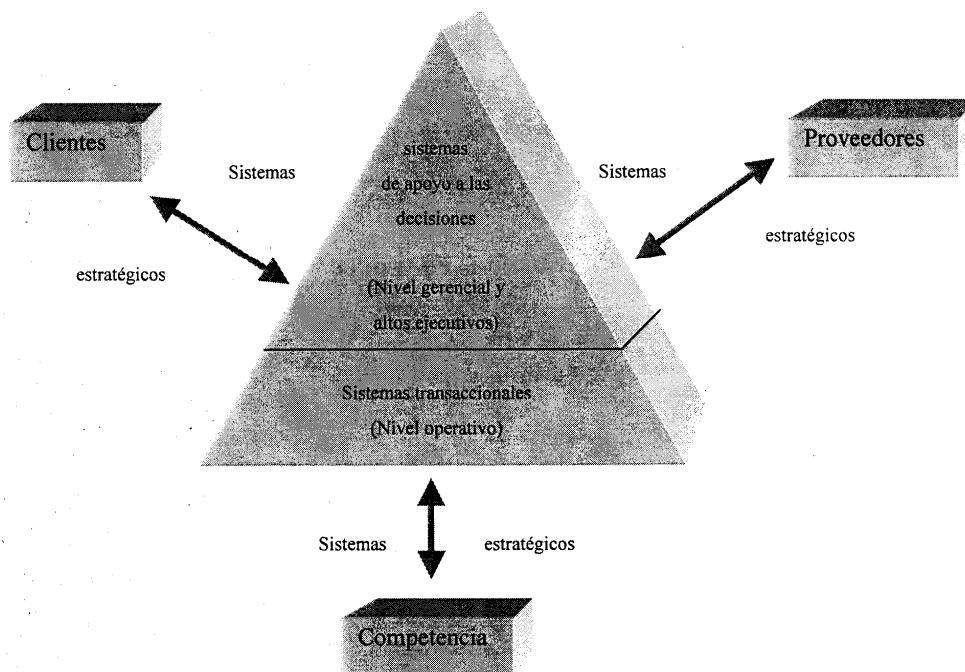 Clientes
Proveedores
Sistemas
estratégicos
sistemas
de apoyo a las
decisiones
(Nivel gerencial y
altos ejecutivos)
Sistemas
estratégicos
Sistemas transaccionales
(Nivel operativo)
Sistemas estratégicos
Competencia